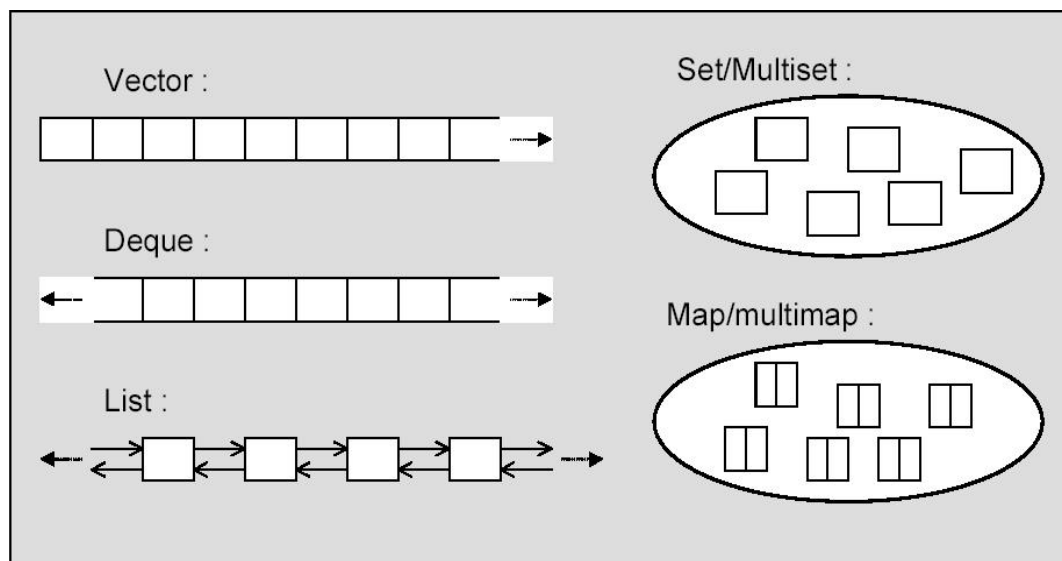 Vector :
Deque :
List :
Set/Multiset :
Map/multimap :